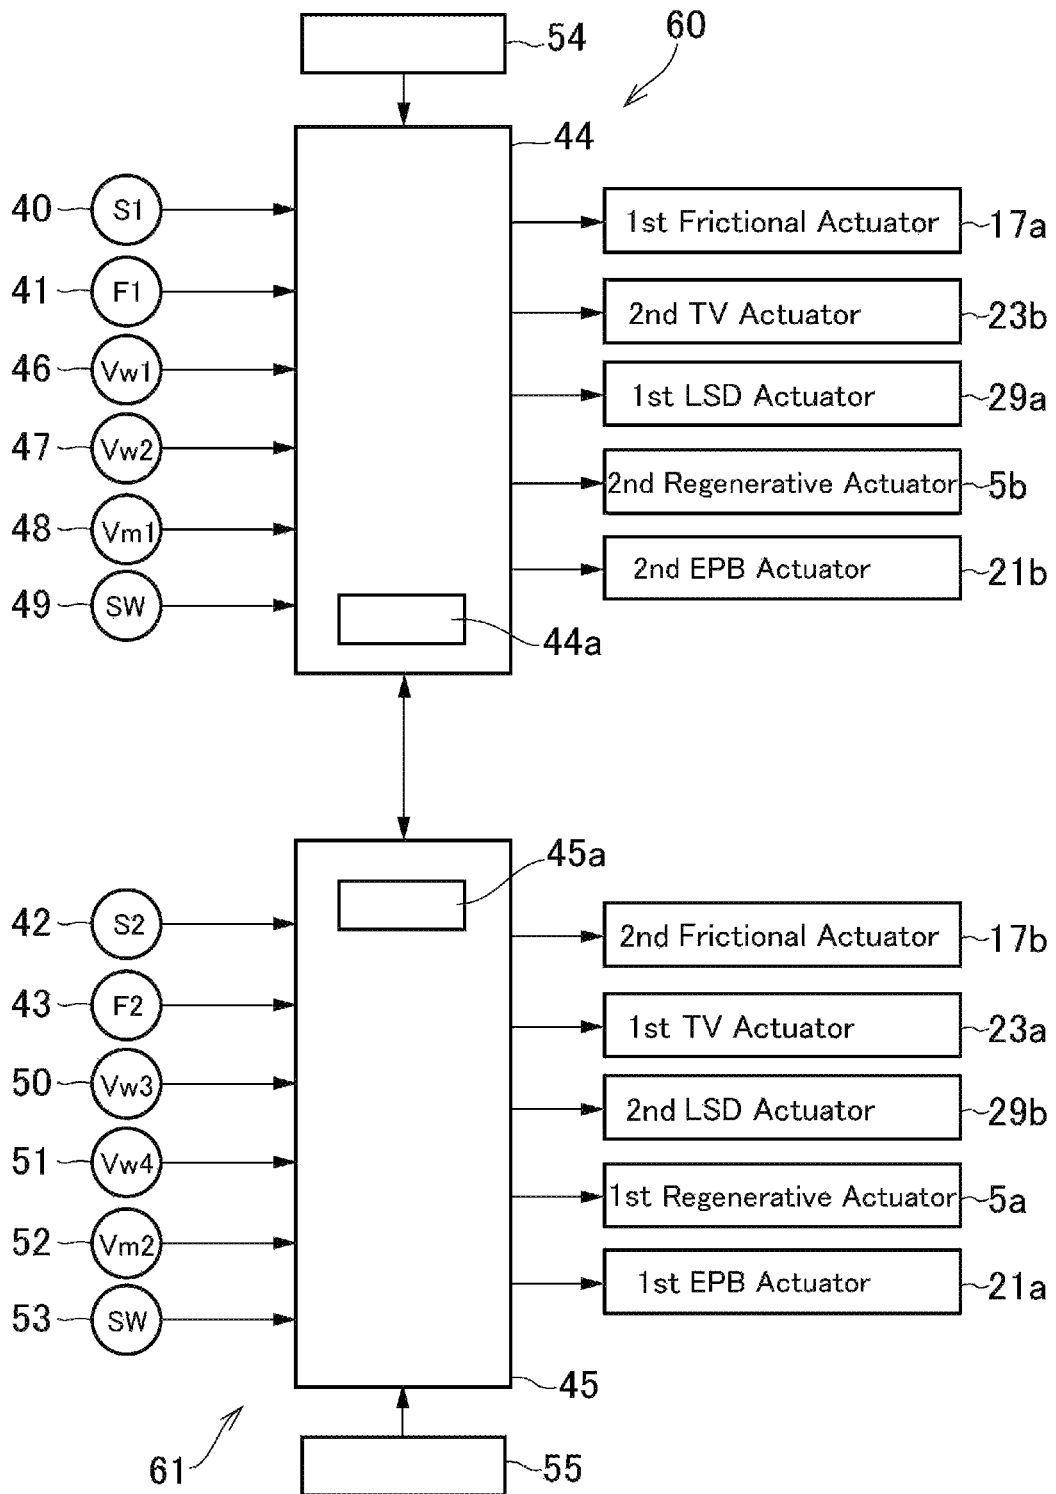 54
60
44
40 S1 1st Frictional Actuator 17a
41 F1 2nd TV Actuator 23b
46 Vw1 1st LSD Actuator 29a
47 Vw2 2nd Regenerative Actuator 5b
48 Vm1 2nd EPB Actuator 21b
49 SW
44a
45a
42 S2 2nd Frictional Actuator 17b
43 F2 1st TV Actuator 23a
50 Vw3 2nd LSD Actuator 29b
51 Vw4 1st Regenerative Actuator 5a
52 Vm2 1st EPB Actuator 21a
53 SW
45
61
55